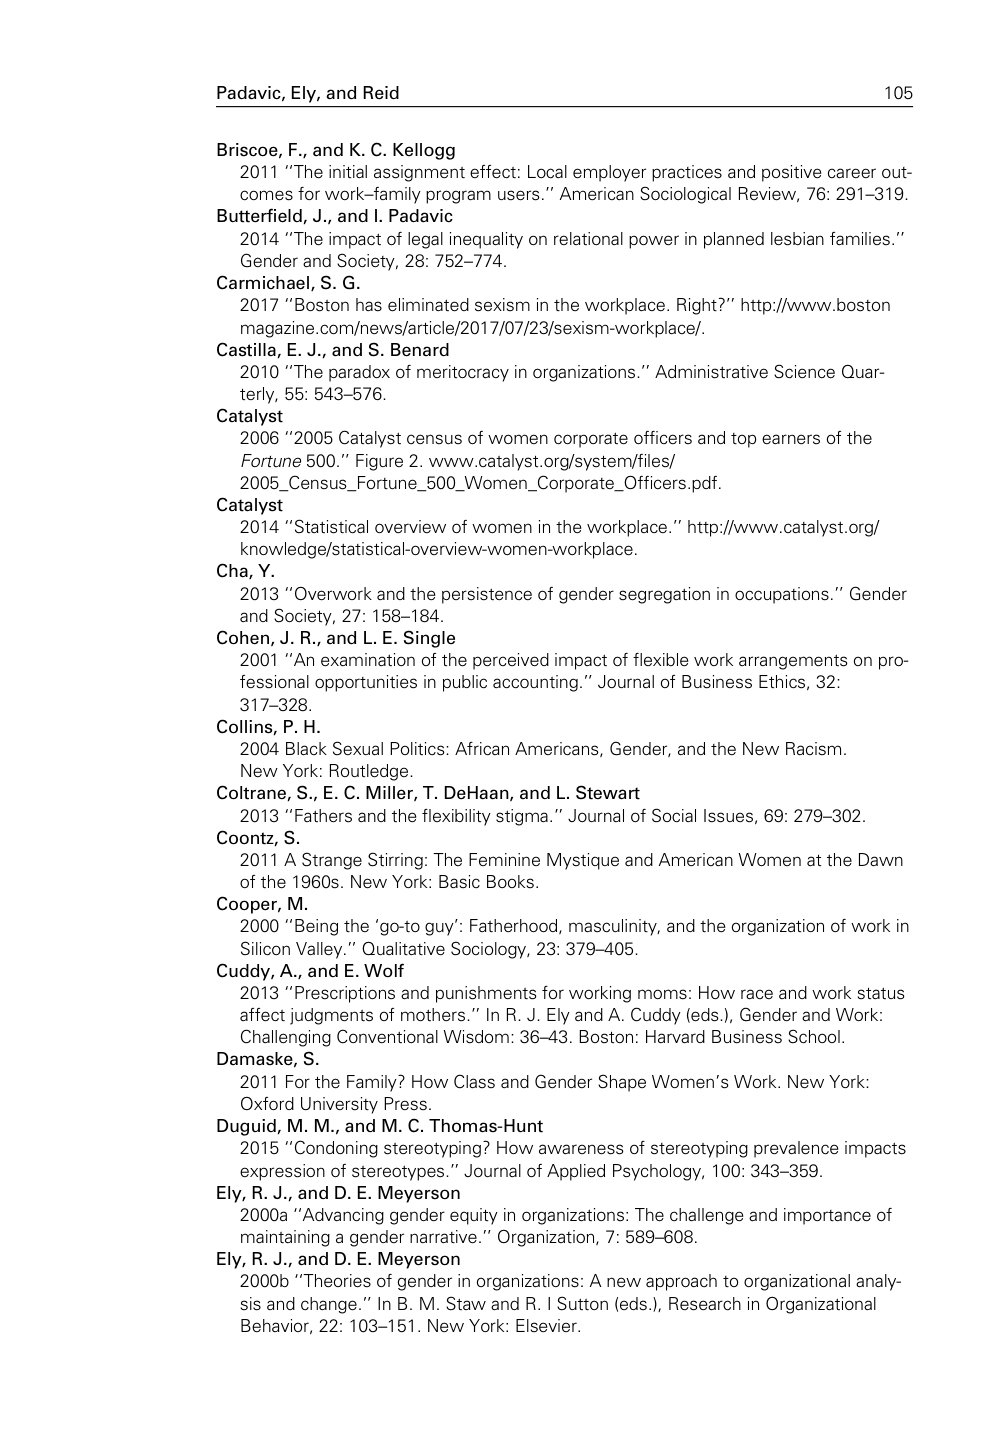 Padavic, Ely, and Reid 105
Briscoe, F., and K. C. Kellogg
2011 ‘‘The initial assignment effect: Local employer practices and positive career out-
comes for work–family program users.’’ American Sociological Review, 76: 291–319.
Butterfield, J., and I. Padavic
2014 ‘‘The impact of legal inequality on relational power in planned lesbian families.’’
Gender and Society, 28: 752–774.
Carmichael, S. G.
2017 ‘‘Boston has eliminated sexism in the workplace. Right?’’ http://www.boston
magazine.com/news/article/2017/07/23/sexism-workplace/.
Castilla, E. J., and S. Benard
2010 ‘‘The paradox of meritocracy in organizations.’’ Administrative Science Quar-
terly, 55: 543–576.
Catalyst
2006 ‘‘2005 Catalyst census of women corporate officers and top earners of the
Fortune 500.’’ Figure 2. www.catalyst.org/system/files/
2005_Census_Fortune_500_Women_Corporate_Officers.pdf.
Catalyst
2014 ‘‘Statistical overview of women in the workplace.’’ http://www.catalyst.org/
knowledge/statistical-overview-women-workplace.
Cha, Y.
2013 ‘‘Overwork and the persistence of gender segregation in occupations.’’ Gender
and Society, 27: 158–184.
Cohen, J. R., and L. E. Single
2001 ‘‘An examination of the perceived impact of flexible work arrangements on pro-
fessional opportunities in public accounting.’’ Journal of Business Ethics, 32:
317–328.
Collins, P. H.
2004 Black Sexual Politics: African Americans, Gender, and the New Racism.
New York: Routledge.
Coltrane, S., E. C. Miller, T. DeHaan, and L. Stewart
2013 ‘‘Fathers and the flexibility stigma.’’ Journal of Social Issues, 69: 279–302.
Coontz, S.
2011 A Strange Stirring: The Feminine Mystique and American Women at the Dawn
of the 1960s. New York: Basic Books.
Cooper, M.
2000 ‘‘Being the ‘go-to guy’: Fatherhood, masculinity, and the organization of work in
Silicon Valley.’’ Qualitative Sociology, 23: 379–405.
Cuddy, A., and E. Wolf
2013 ‘‘Prescriptions and punishments for working moms: How race and work status
affect judgments of mothers.’’ In R. J. Ely and A. Cuddy (eds.), Gender and Work:
Challenging Conventional Wisdom: 36–43. Boston: Harvard Business School.
Damaske, S.
2011 For the Family? How Class and Gender Shape Women’s Work. New York:
Oxford University Press.
Duguid, M. M., and M. C. Thomas-Hunt
2015 ‘‘Condoning stereotyping? How awareness of stereotyping prevalence impacts
expression of stereotypes.’’ Journal of Applied Psychology, 100: 343–359.
Ely, R. J., and D. E. Meyerson
2000a ‘‘Advancing gender equity in organizations: The challenge and importance of
maintaining a gender narrative.’’ Organization, 7: 589–608.
Ely, R. J., and D. E. Meyerson
2000b ‘‘Theories of gender in organizations: A new approach to organizational analy-
sis and change.’’ In B. M. Staw and R. I Sutton (eds.), Research in Organizational
Behavior, 22: 103–151. New York: Elsevier.